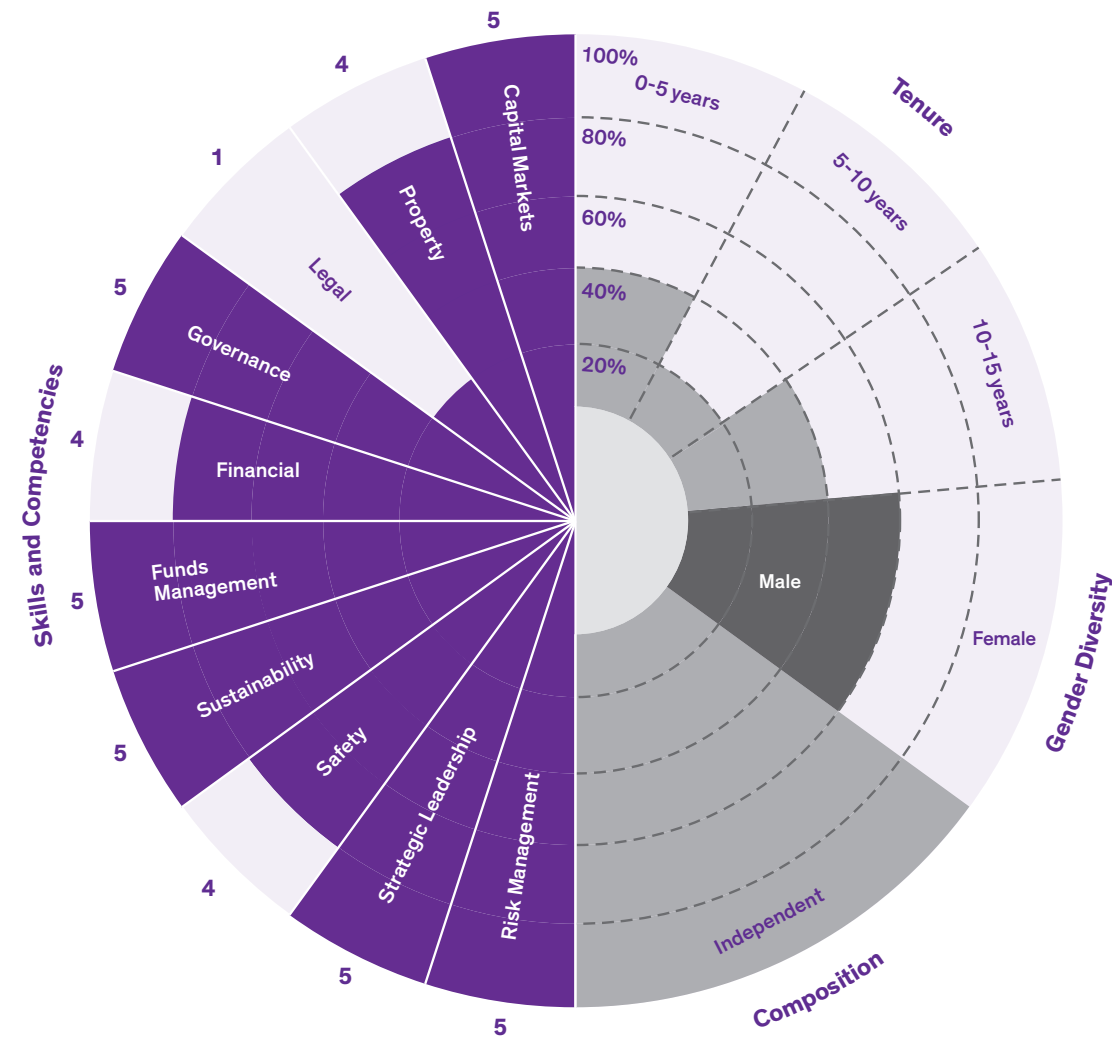 5
Capital Markets
4
Property
1
Legal
5
Governance
4
Financial
5
Funds
Management
5
Sustainability
4
Safety
5
Strategic Leadership
5
Risk Management
Skills and Competencies
100%
80%
60%
40%
20%
0-5 years
5-10 years
10-15 years
Tenure
Male
Female
Gender Diversity
Independent
Composition